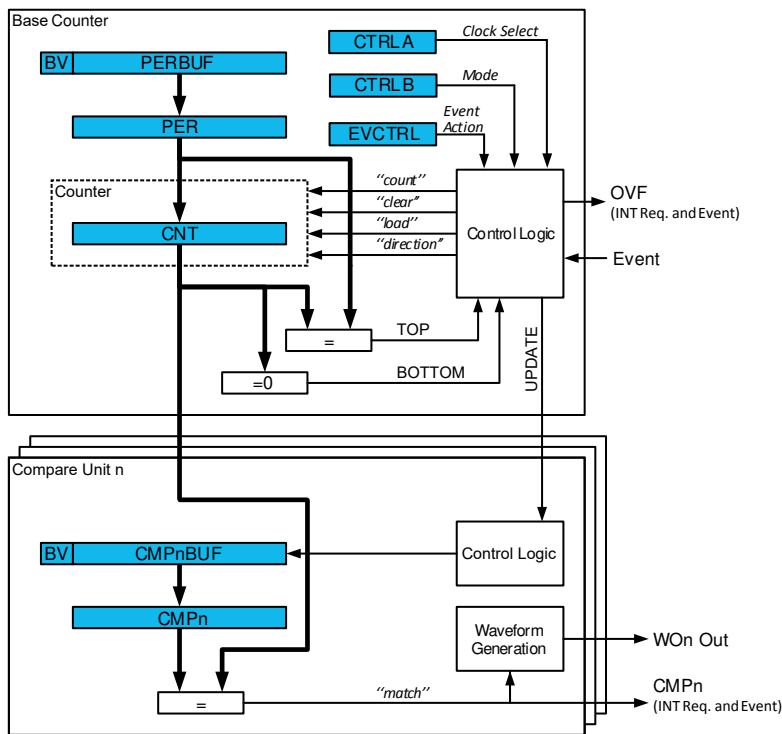 Base Counter
CTRLA
Clock Select
BV
PERBUF
CTRLB
Mode
Event
Action
PER
EVCTRL
Counter
“count”
OVF
(INT Req. and Event)
“clear”
CNT
“load”
Control Logic
“direction”
Event
=
TOP
=0
BOTTOM
UPDATE
Compare Unit n
BV
CMPnBUF
Control Logic
CMPn
Waveform
Generation
WOn Out
=
“match”
CMPn
(INT Req. and Event)